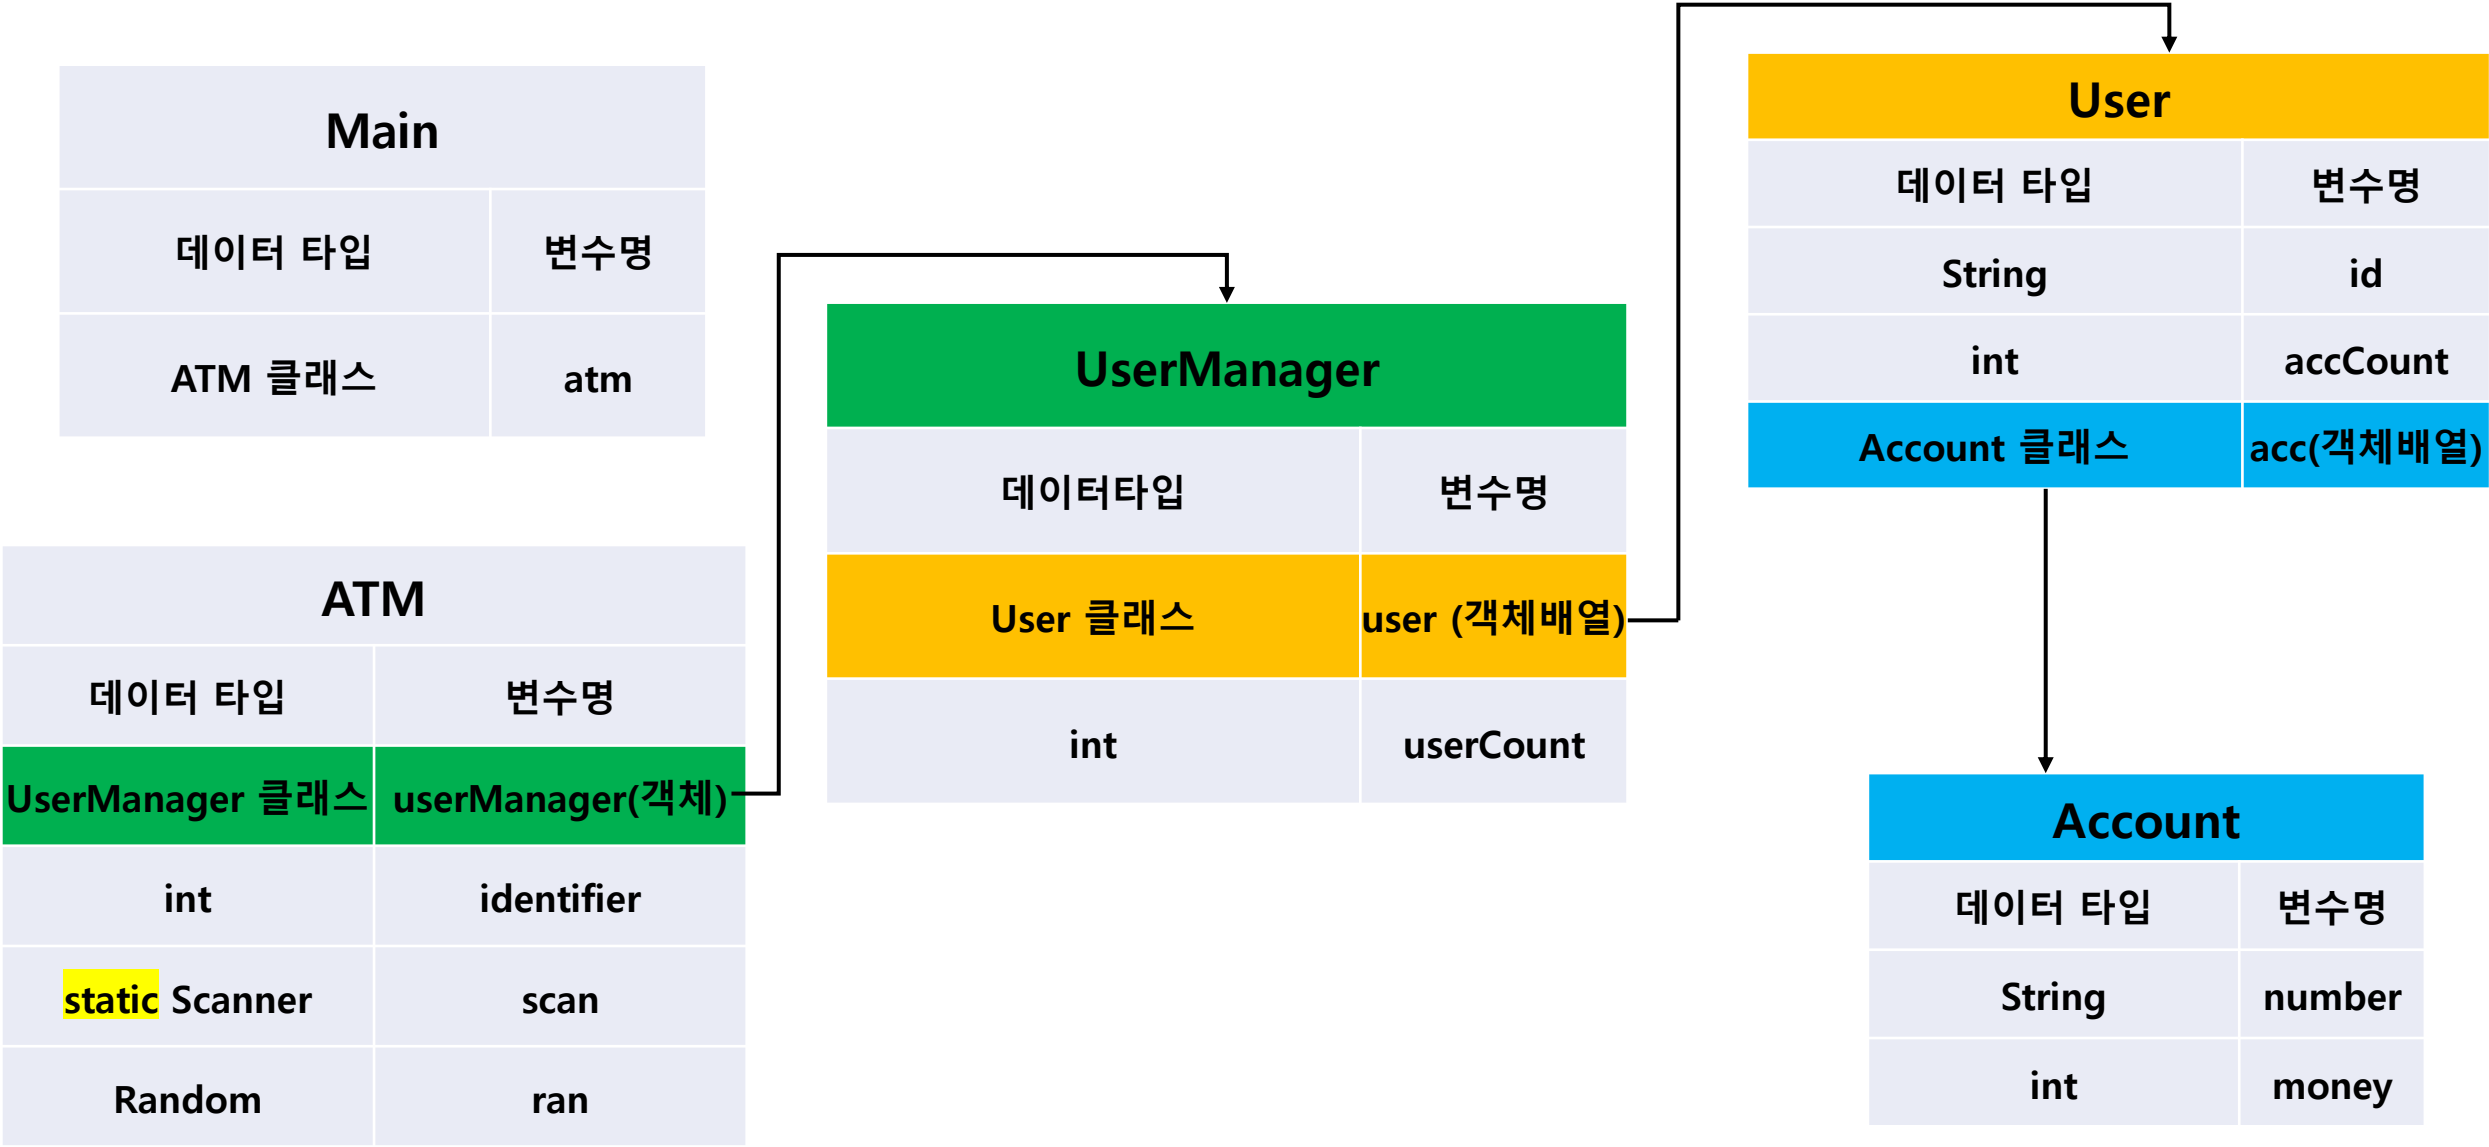 Main
데이터 타입 변수명
ATM 클래스 atm
ATM
데이터 타입 변수명
UserManager 클래스 userManager(객체)
int identifier
static Scanner scan
Random ran
UserManager
데이터타입 변수명
User 클래스 user (객체배열)
int userCount
User
데이터 타입 변수명
String id
int accCount
Account 클래스 acc(객체배열)
Account
데이터 타입 변수명
String number
int money